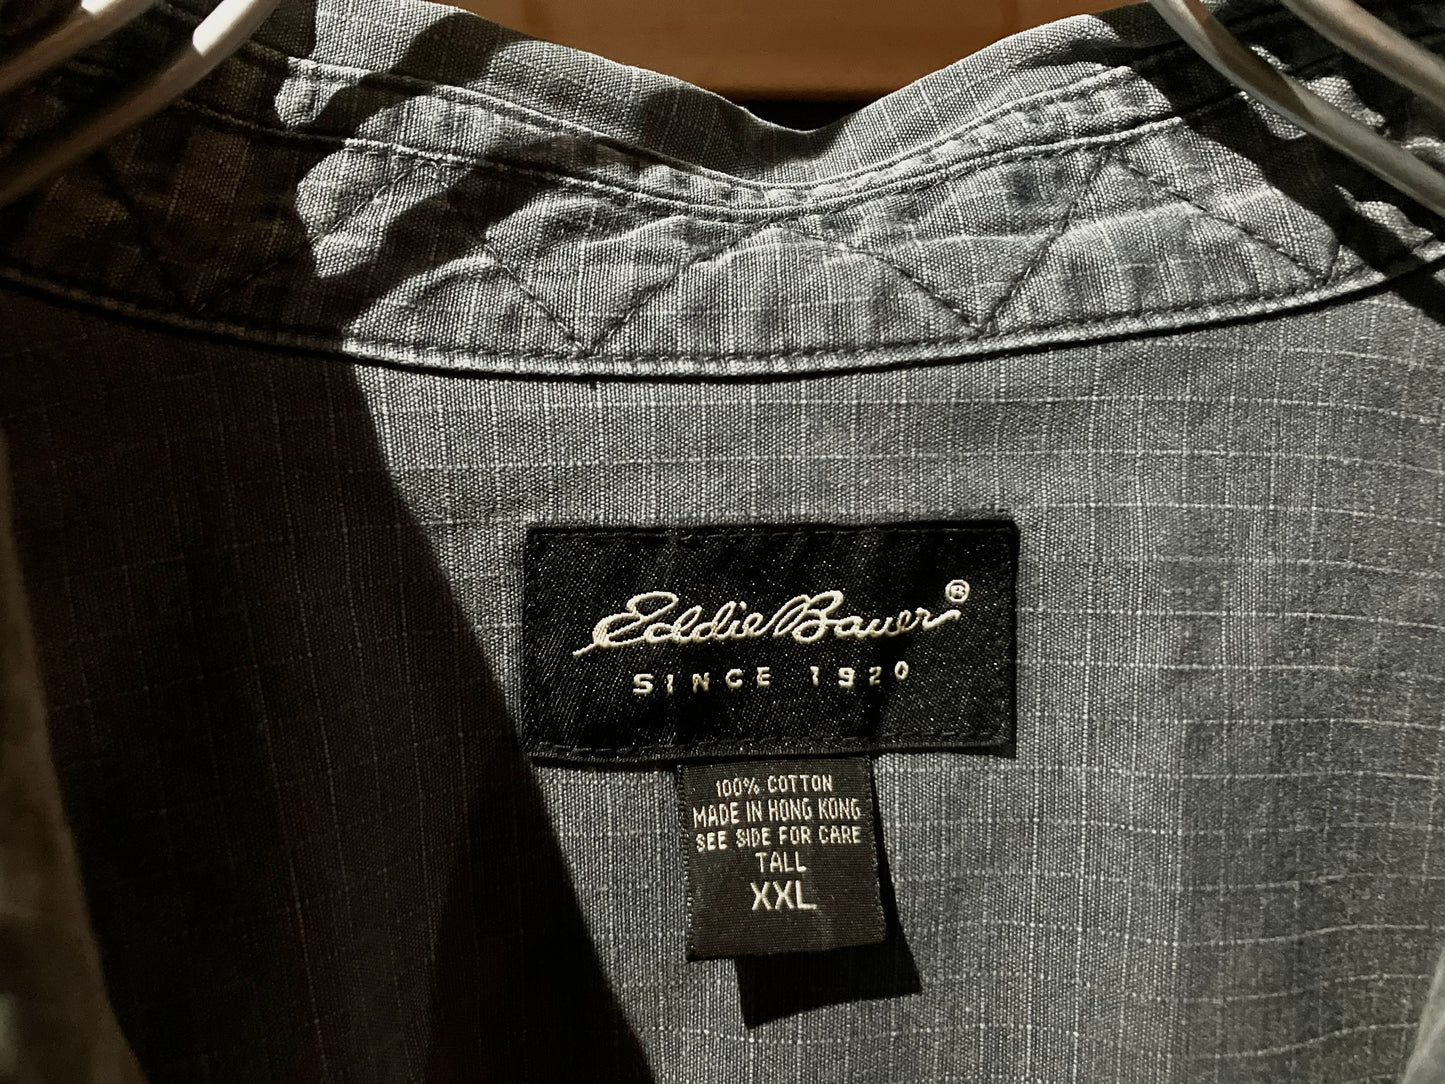 Eddie Bauer®
SINCE 1920
100% COTTON
MADE IN HONG KONG
SEE SIDE FOR CARE
TALL
XXL